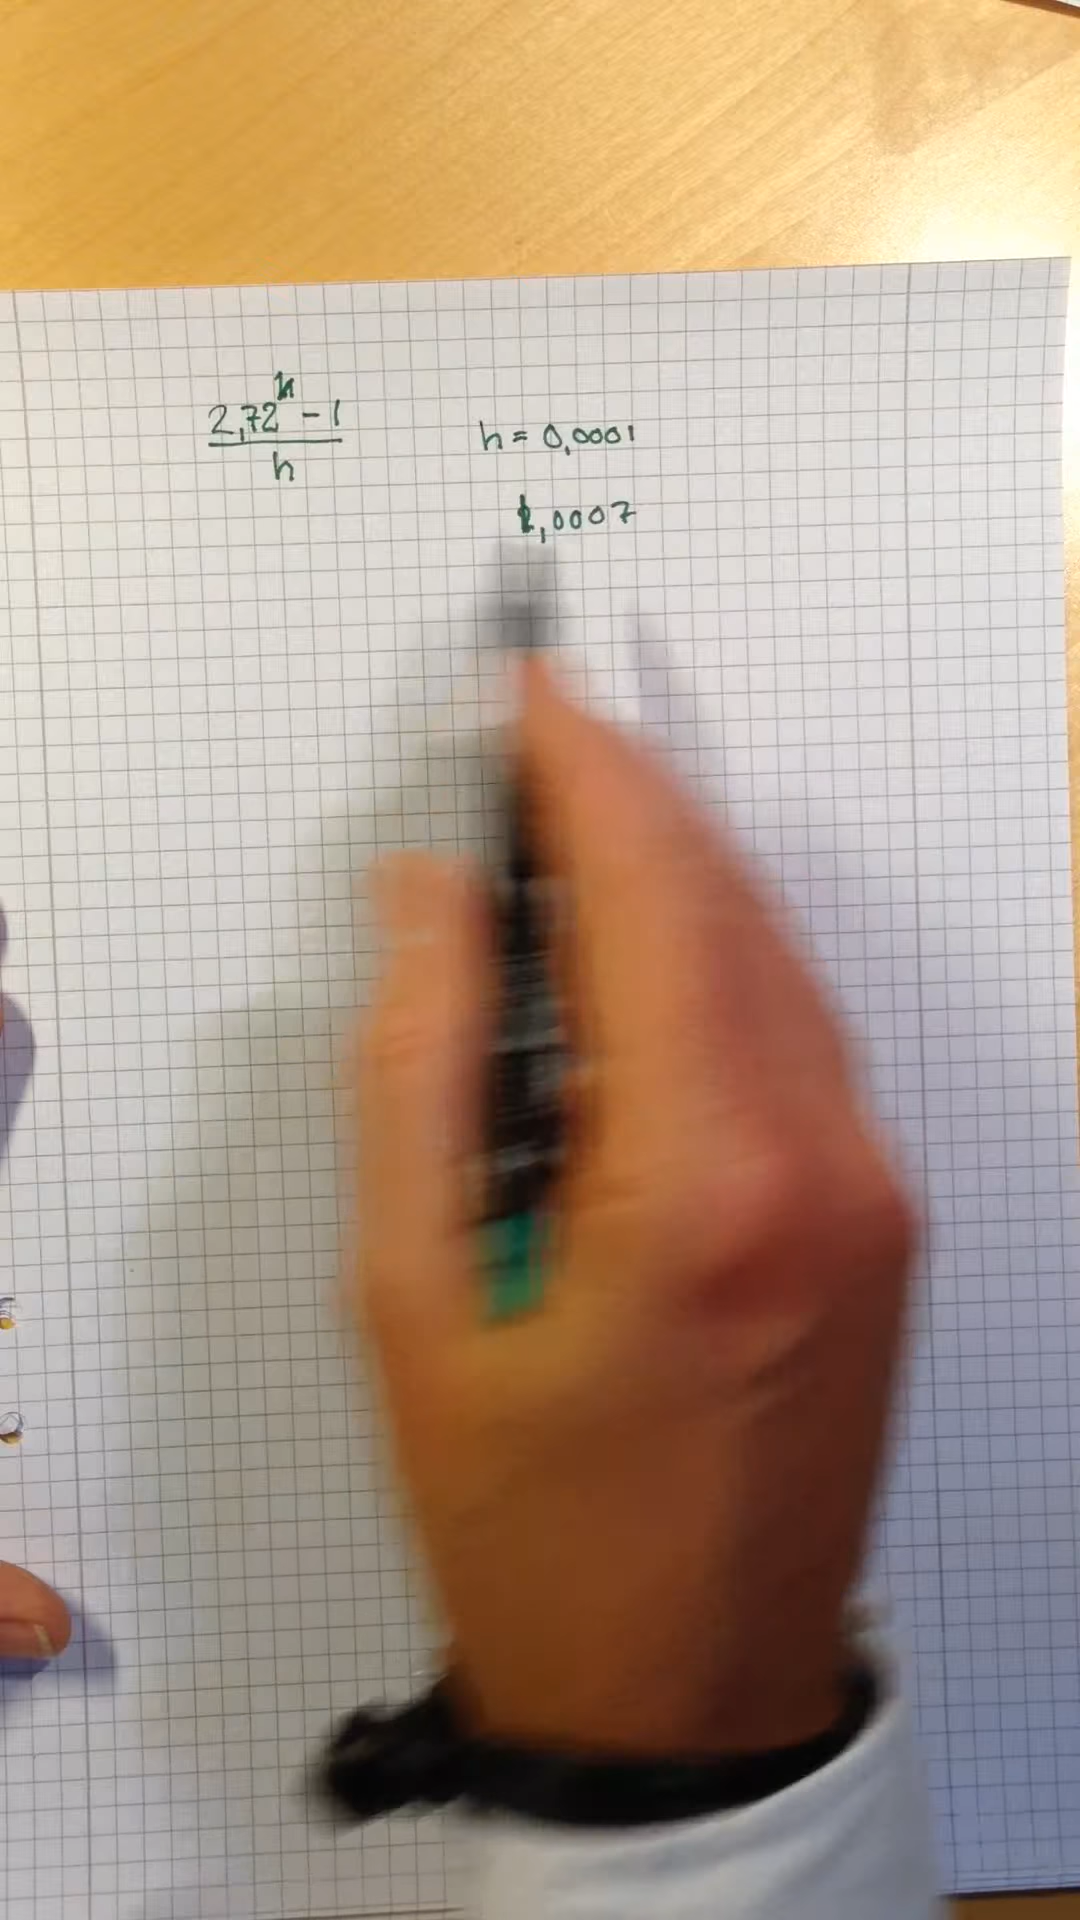 2,72^h - 1
h
h = 0,0001
1,0007